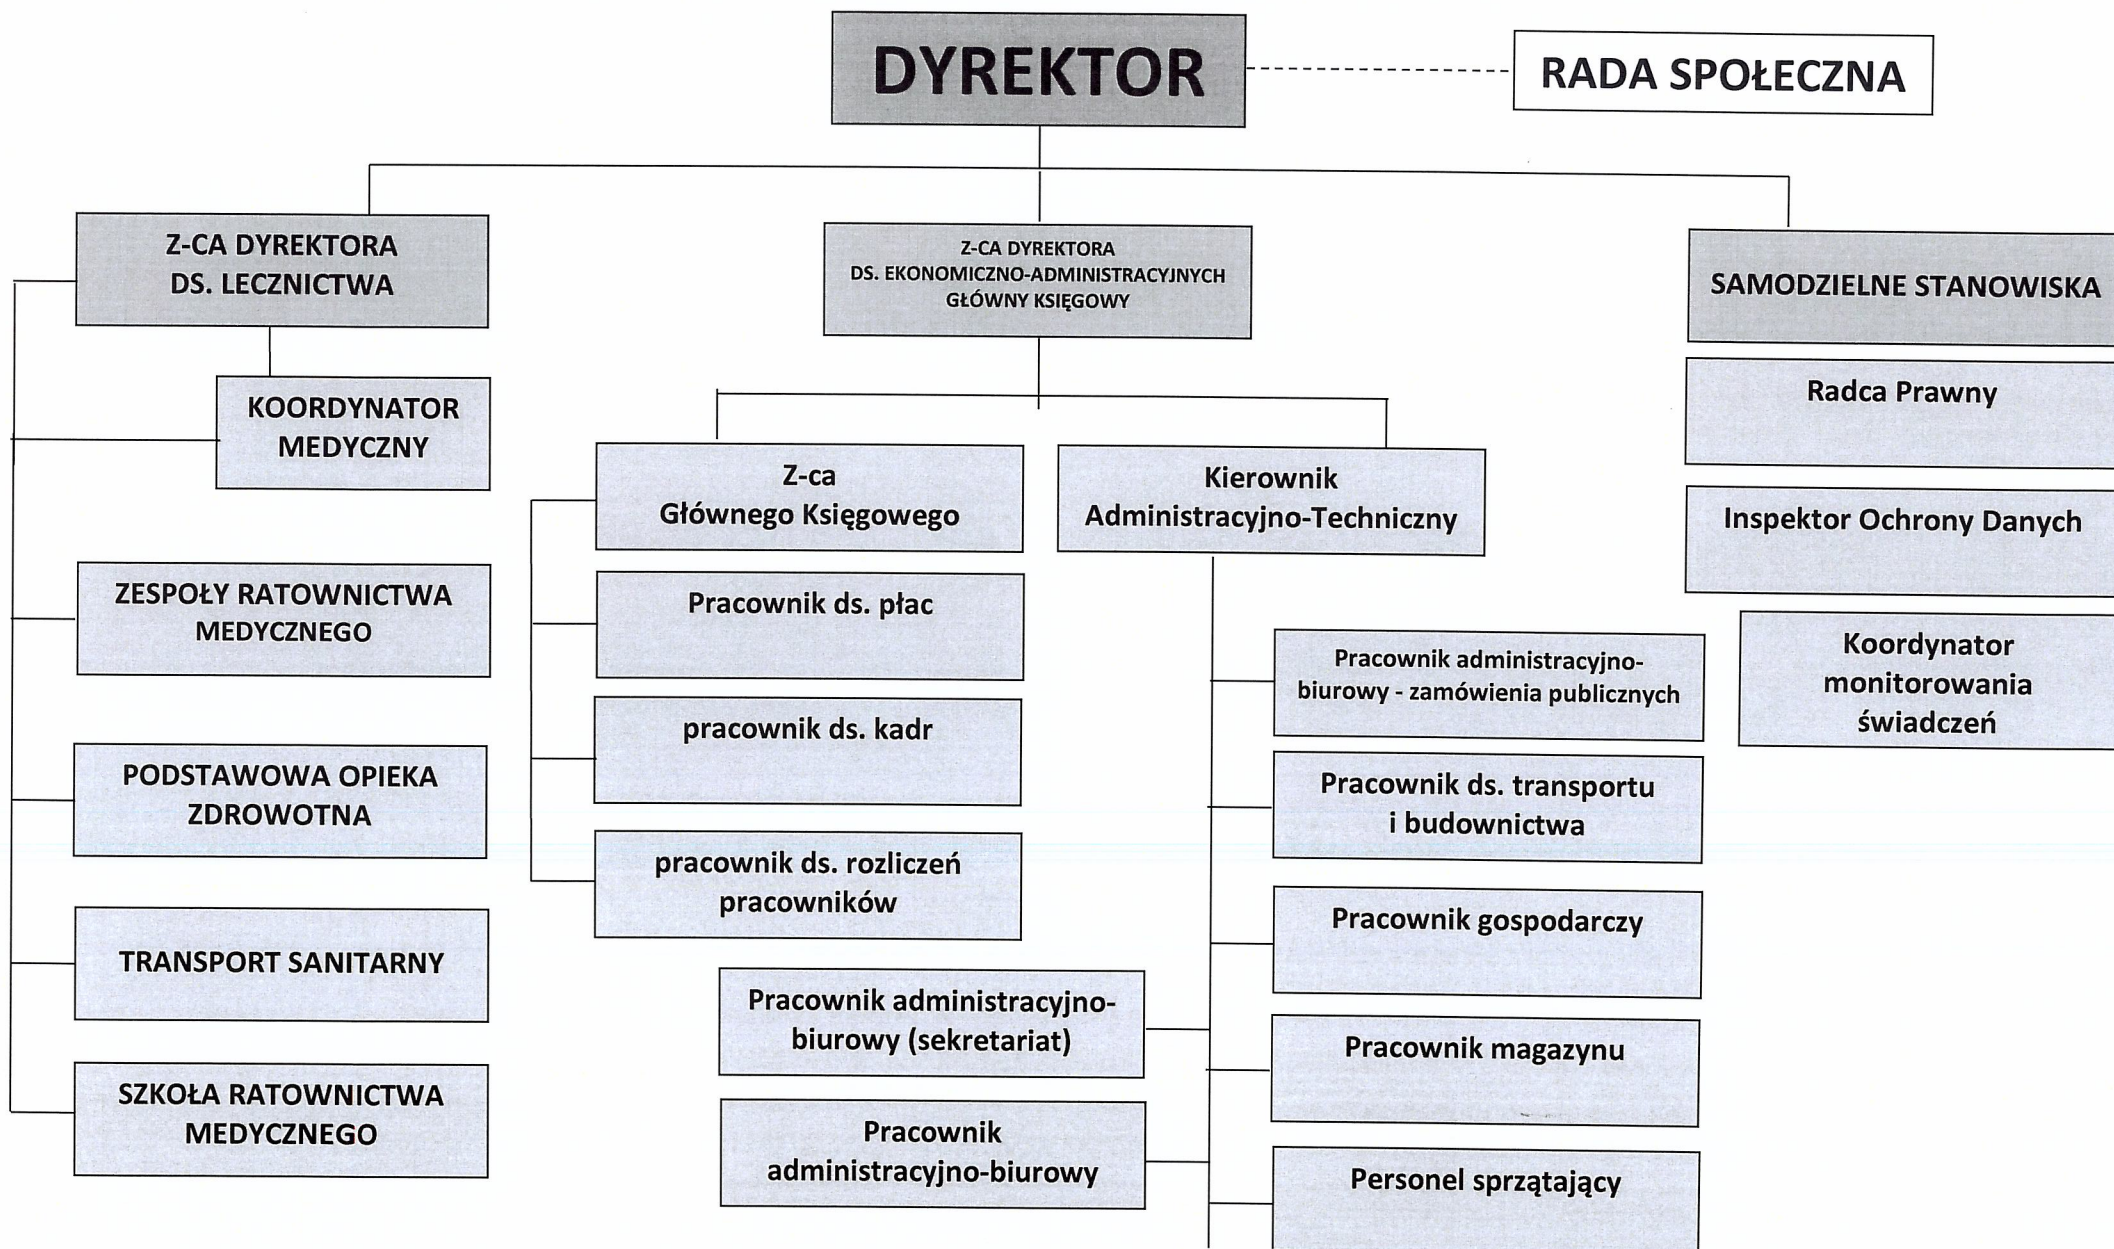 DYREKTOR
RADA SPOŁECZNA
Z-CA DYREKTORA
DS. LECZNICTWA
KOORDYNATOR
MEDYCZNY
ZESPOŁY RATOWNICTWA
MEDYCZNEGO
PODSTAWOWA OPIEKA
ZDROWOTNA
TRANSPORT SANITARNY
SZKOŁA RATOWNICTWA
MEDYCZNEGO
Z-CA DYREKTORA
DS. EKONOMICZNO-ADMINISTRACYJNYCH
GŁÓWNY KSIĘGOWY
Z-ca
Głównego Księgowego
Pracownik ds. płac
pracownik ds. kadr
pracownik ds. rozliczeń
pracowników
Kierownik
Administracyjno-Techniczny
Pracownik administracyjno-
biurowy - zamówienia publicznych
Pracownik ds. transportu
i budownictwa
Pracownik gospodarczy
Pracownik administracyjno-
biurowy (sekretariat)
Pracownik magazynu
Pracownik
administracyjno-biurowy
Personel sprzątający
SAMODZIELNE STANOWISKA
Radca Prawny
Inspektor Ochrony Danych
Koordynator
monitorowania
świadczeń